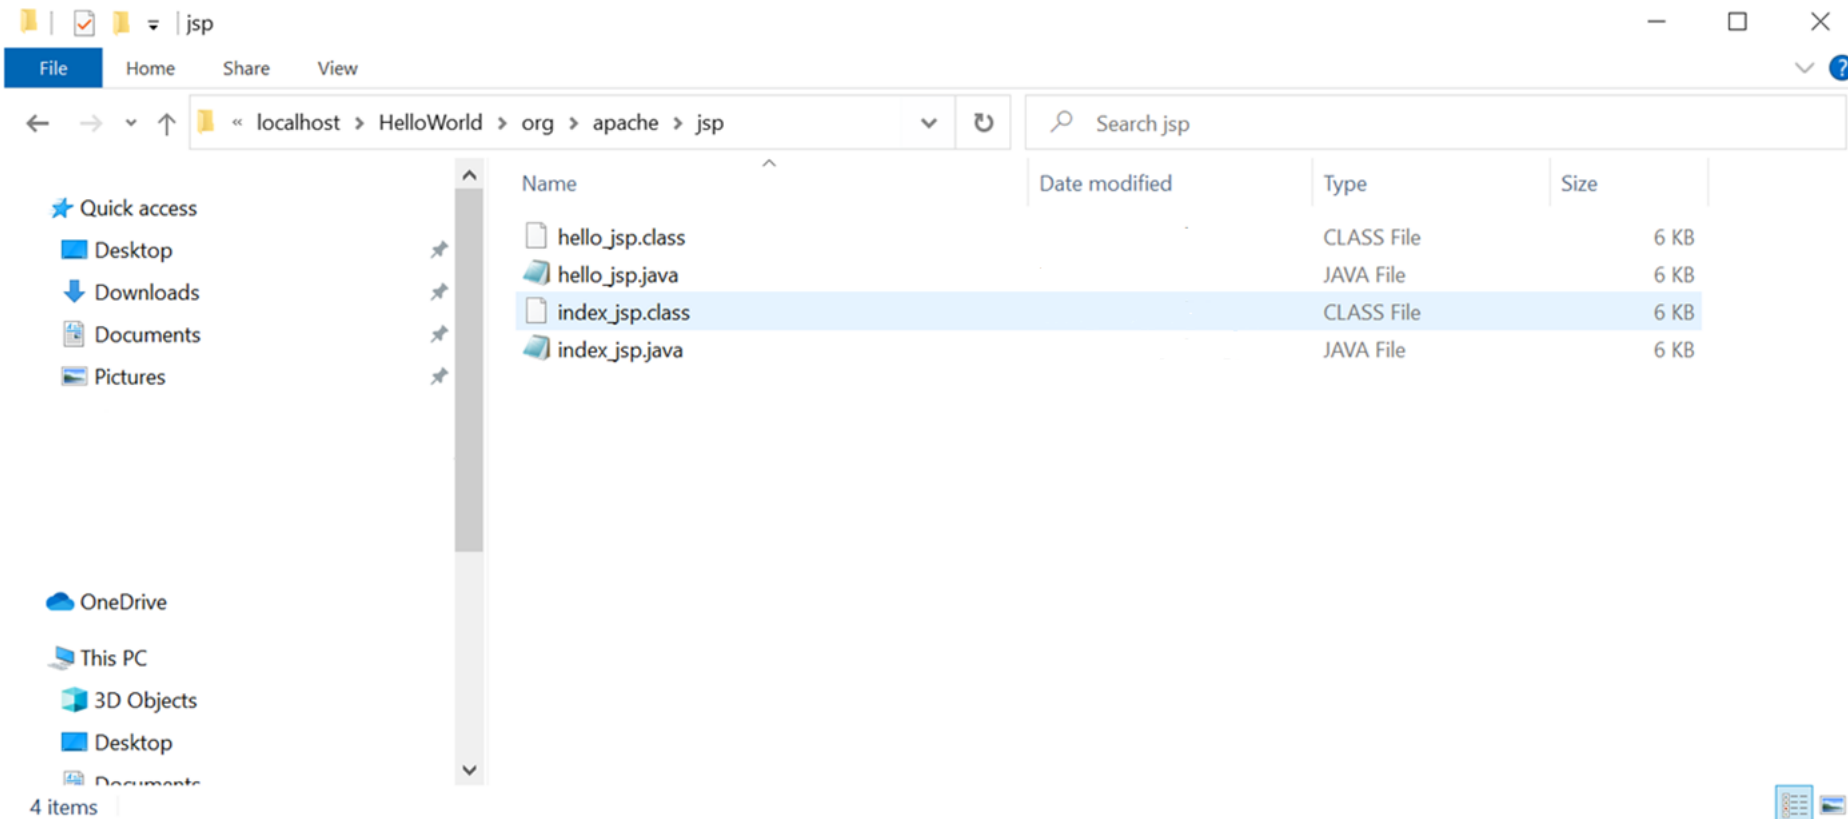 jsp
File Home Share View ?
« localhost > HelloWorld > org > apache > jsp
Search jsp
Name Date modified Type Size
hello_jsp.class CLASS File 6 KB
hello_jsp.java JAVA File 6 KB
index_jsp.class CLASS File 6 KB
index_jsp.java JAVA File 6 KB
Quick access
Desktop
Downloads
Documents
Pictures
OneDrive
This PC
3D Objects
Desktop
Documents
4 items